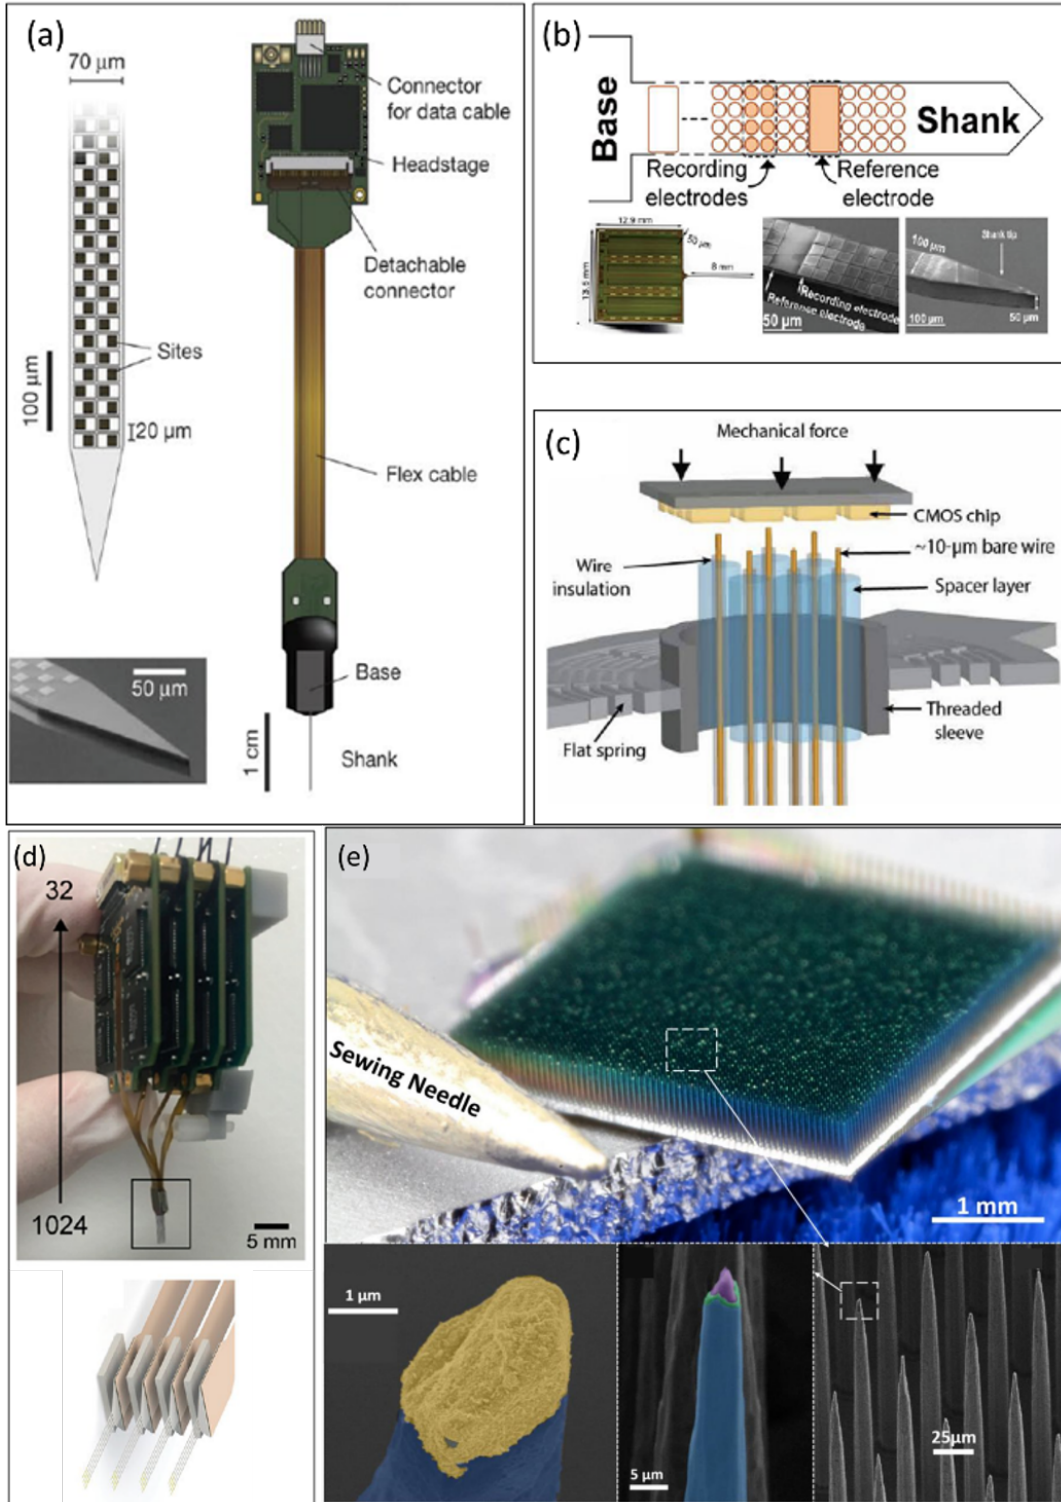 (a)
70 μm
Connector
for data cable
Headstage
Detachable
connector
Sites
100 μm
20 μm
Flex cable
50 μm
Base
1 cm
Shank
(b)
Base
Shank
Recording
electrodes
Reference
electrode
12.9 mm
50 μm
13.5 mm
8 mm
Recording electrode
Reference electrode
50 μm
100 μm
Shank tip
100 μm
50 μm
(c)
Mechanical force
CMOS chip
~10-μm bare wire
Wire
insulation
Spacer layer
Threaded
sleeve
Flat spring
(d)
32
1024
5 mm
(e)
Sewing Needle
1 mm
1 μm
5 μm
25μm